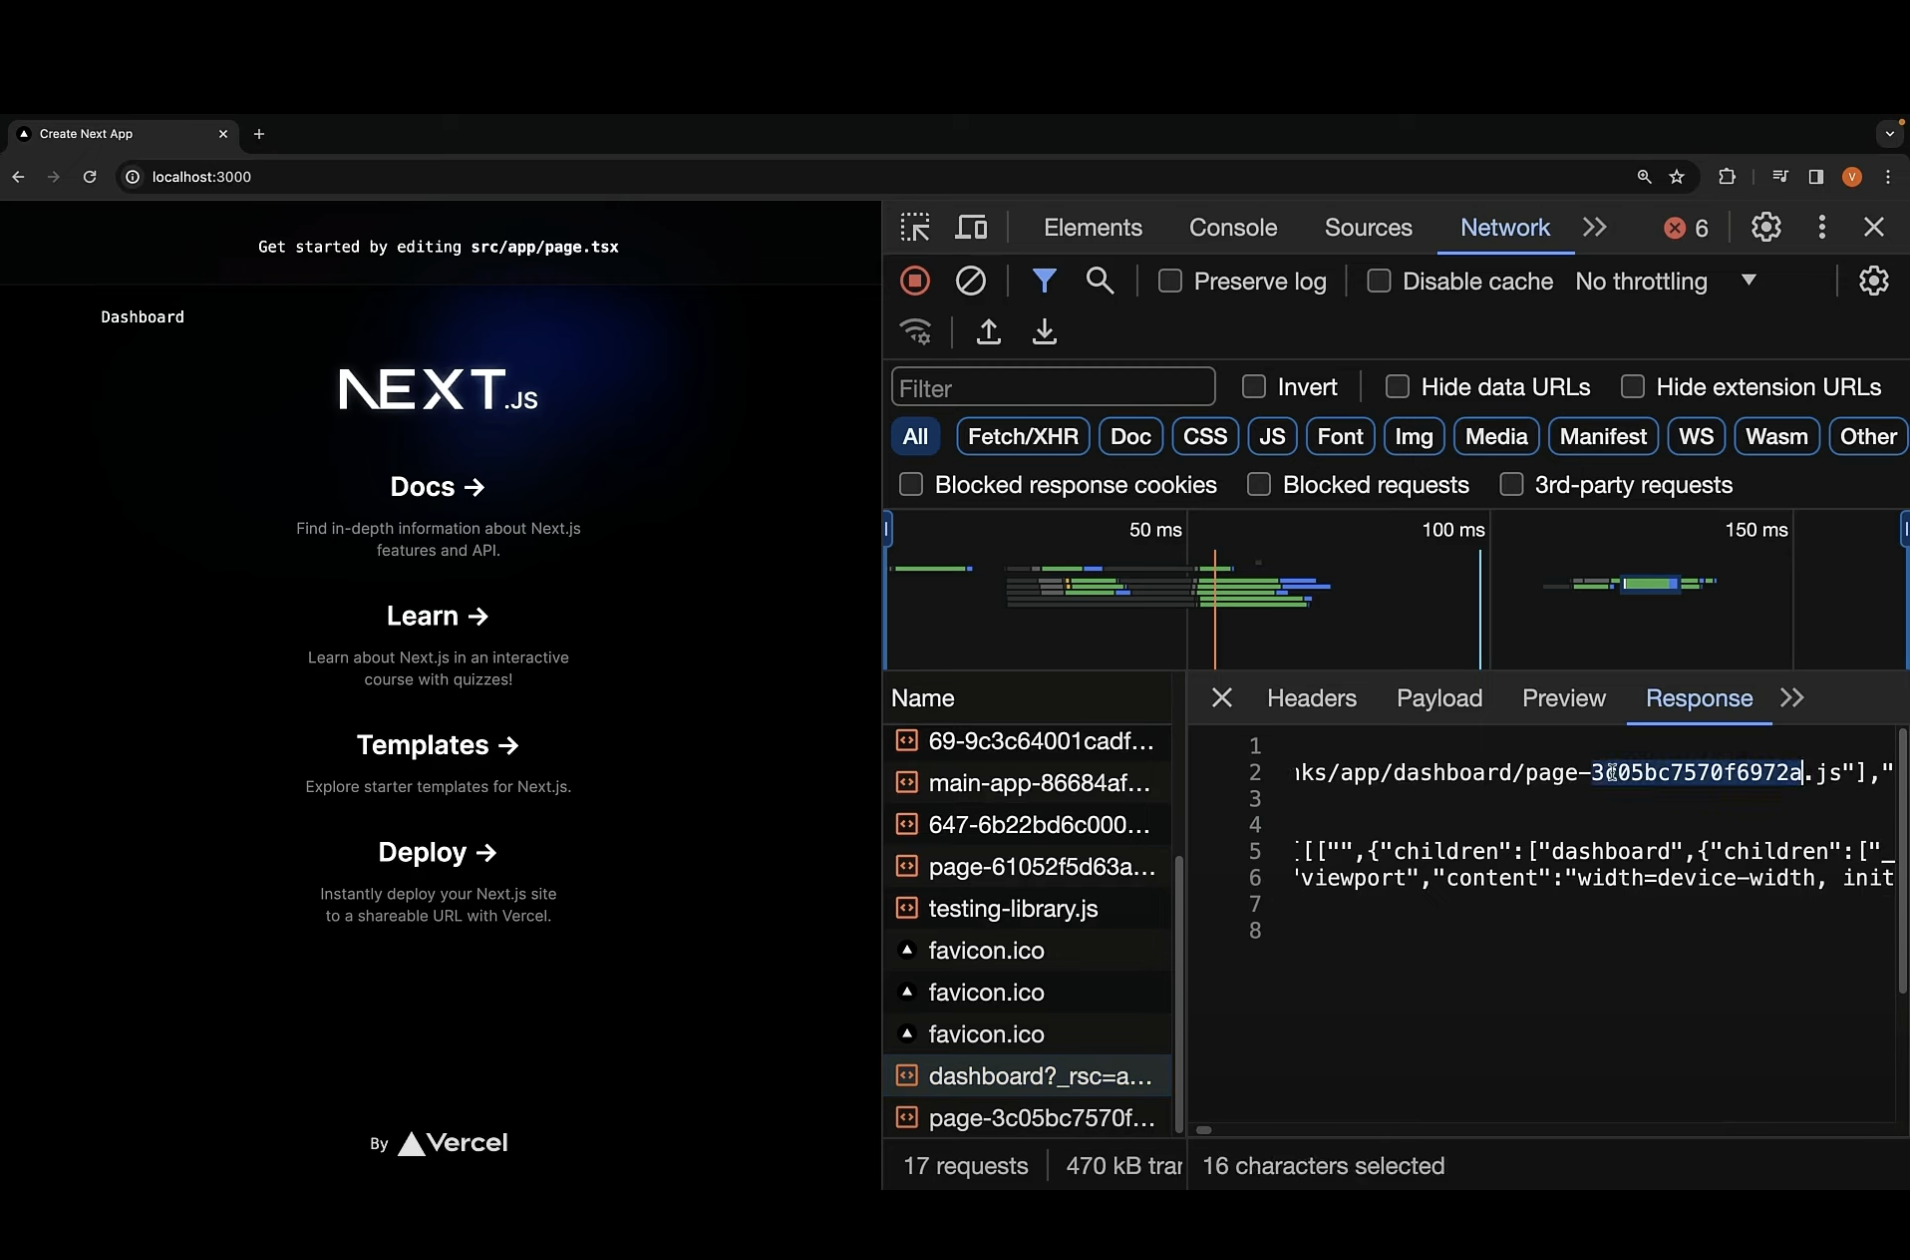 Create Next App
localhost:3000
V
Get started by editing src/app/page.tsx
Dashboard
NEXT.JS
Docs →
Find in-depth information about Next.js
features and API.
Learn →
Learn about Next.js in an interactive
course with quizzes!
Templates →
Explore starter templates for Next.js.
Deploy →
Instantly deploy your Next.js site
to a shareable URL with Vercel.
By Vercel
Elements Console Sources Network 6
Preserve log Disable cache No throttling
Filter Invert Hide data URLs Hide extension URLs
All Fetch/XHR Doc CSS JS Font Img Media Manifest WS Wasm Other
Blocked response cookies Blocked requests 3rd-party requests
50 ms 100 ms 150 ms
Name
69-9c3c64001cadf...
main-app-86684af...
647-6b22bd6c000...
page-61052f5d63a...
testing-library.js
favicon.ico
favicon.ico
favicon.ico
dashboard?_rsc=a...
page-3c05bc7570f...
17 requests 470 kB trar
Headers Payload Preview Response
1
2 ks/app/dashboard/page-3c05bc7570f6972a.js"],"
3
4
5 [["",{"children":["dashboard",{"children":["_
6 "viewport","content":"width=device-width, init
7
8
16 characters selected